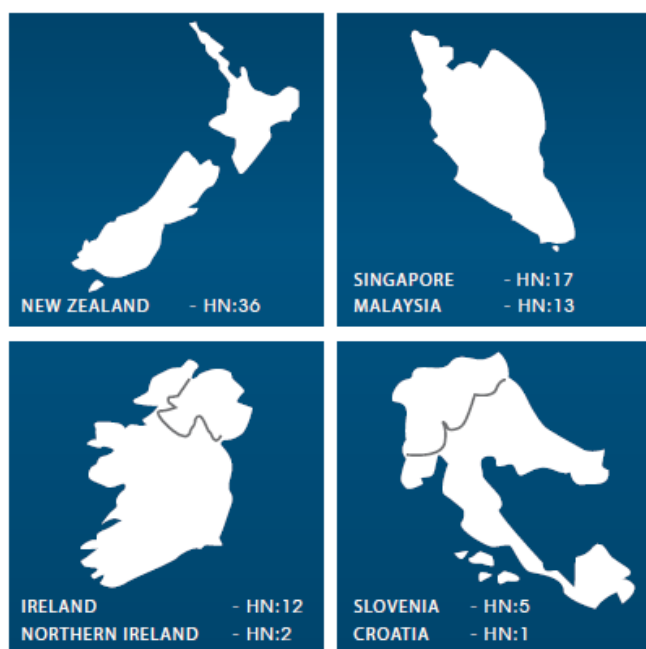 NEW ZEALAND - HN:36
SINGAPORE - HN:17
MALAYSIA - HN:13
IRELAND - HN:12
NORTHERN IRELAND - HN:2
SLOVENIA - HN:5
CROATIA - HN:1